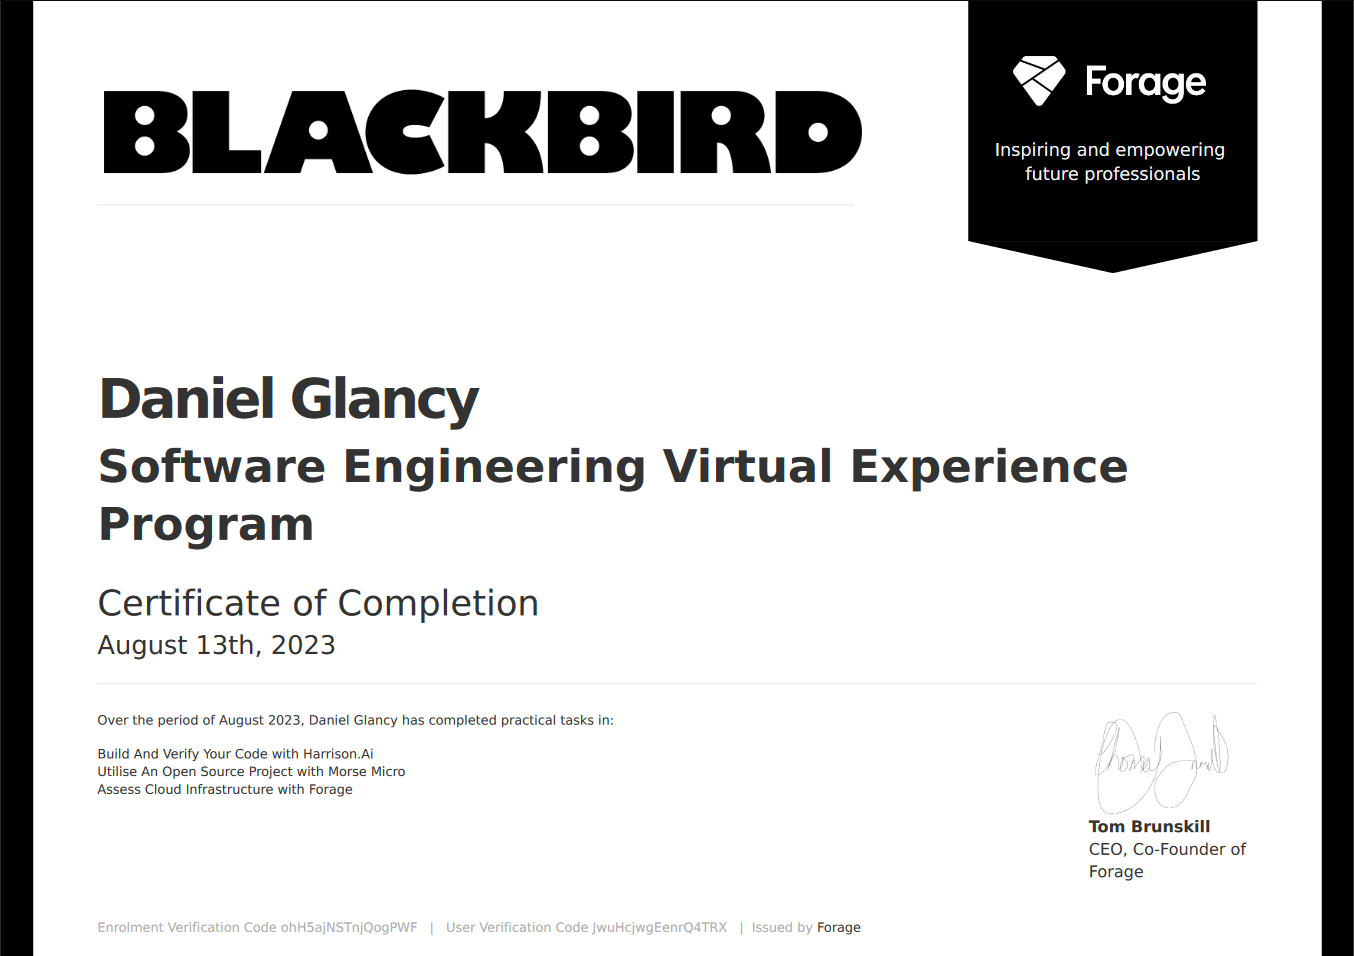 BLACKBIRD
Forage
Inspiring and empowering
future professionals
Daniel Glancy
Software Engineering Virtual Experience
Program
Certificate of Completion
August 13th, 2023
Over the period of August 2023, Daniel Glancy has completed practical tasks in:
Build And Verify Your Code with Harrison.Ai
Utilise An Open Source Project with Morse Micro
Assess Cloud Infrastructure with Forage
Tom Brunskill
CEO, Co-Founder of
Forage
Enrolment Verification Code ohH5ajNSTnjQogPWF | User Verification Code JwuHcjwgEenrQ4TRX | Issued by Forage